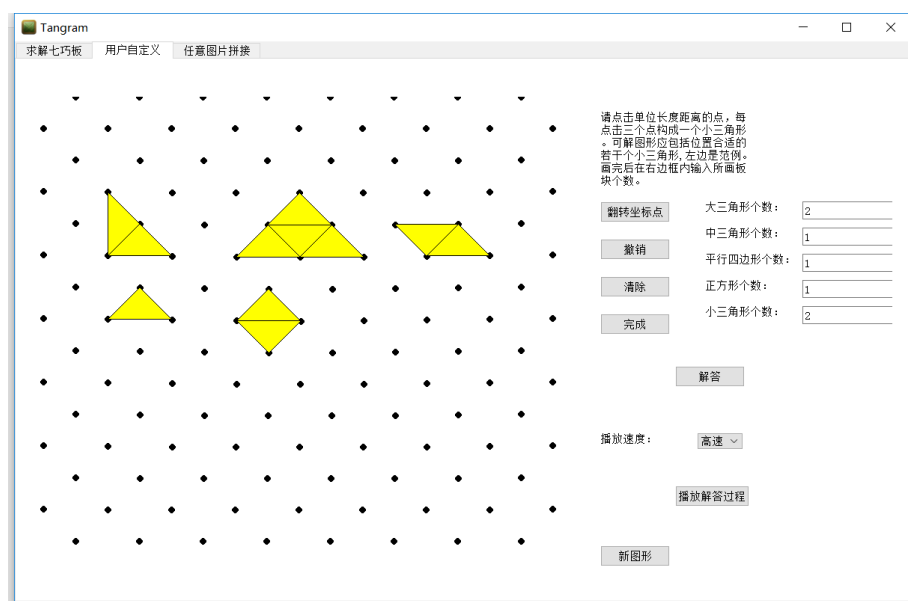 Tangram
求解七巧板
用户自定义
任意图片拼接
请点击单位长度距离的点，每
点击三个点构成一个小三角形
。可解图形应包括位置合适的
若干个小三角形,左边是范例。
画完后在右边框内输入所画板
块个数。
翻转坐标点
撤销
清除
完成
大三角形个数：
2
中三角形个数：
1
平行四边形个数：
1
正方形个数：
1
小三角形个数：
2
解答
播放速度：
高速
播放解答过程
新图形